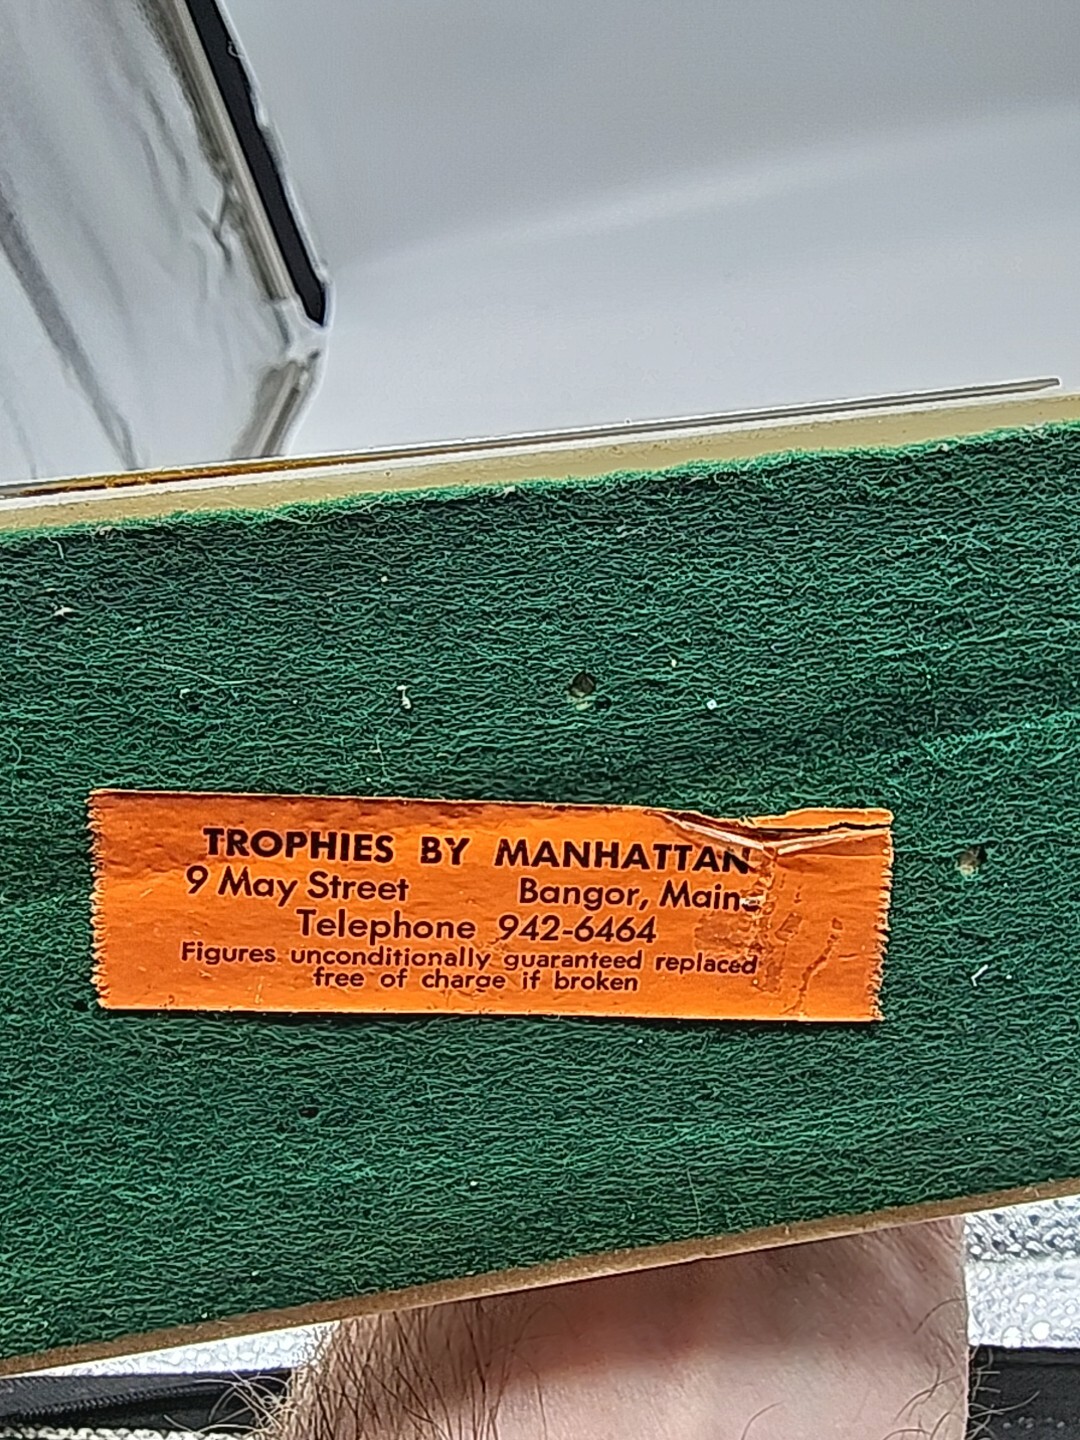 TROPHIES BY MANHATTAN
9 May Street Bangor, Maine
Telephone 942-6464
Figures unconditionally guaranteed replaced
free of charge if broken